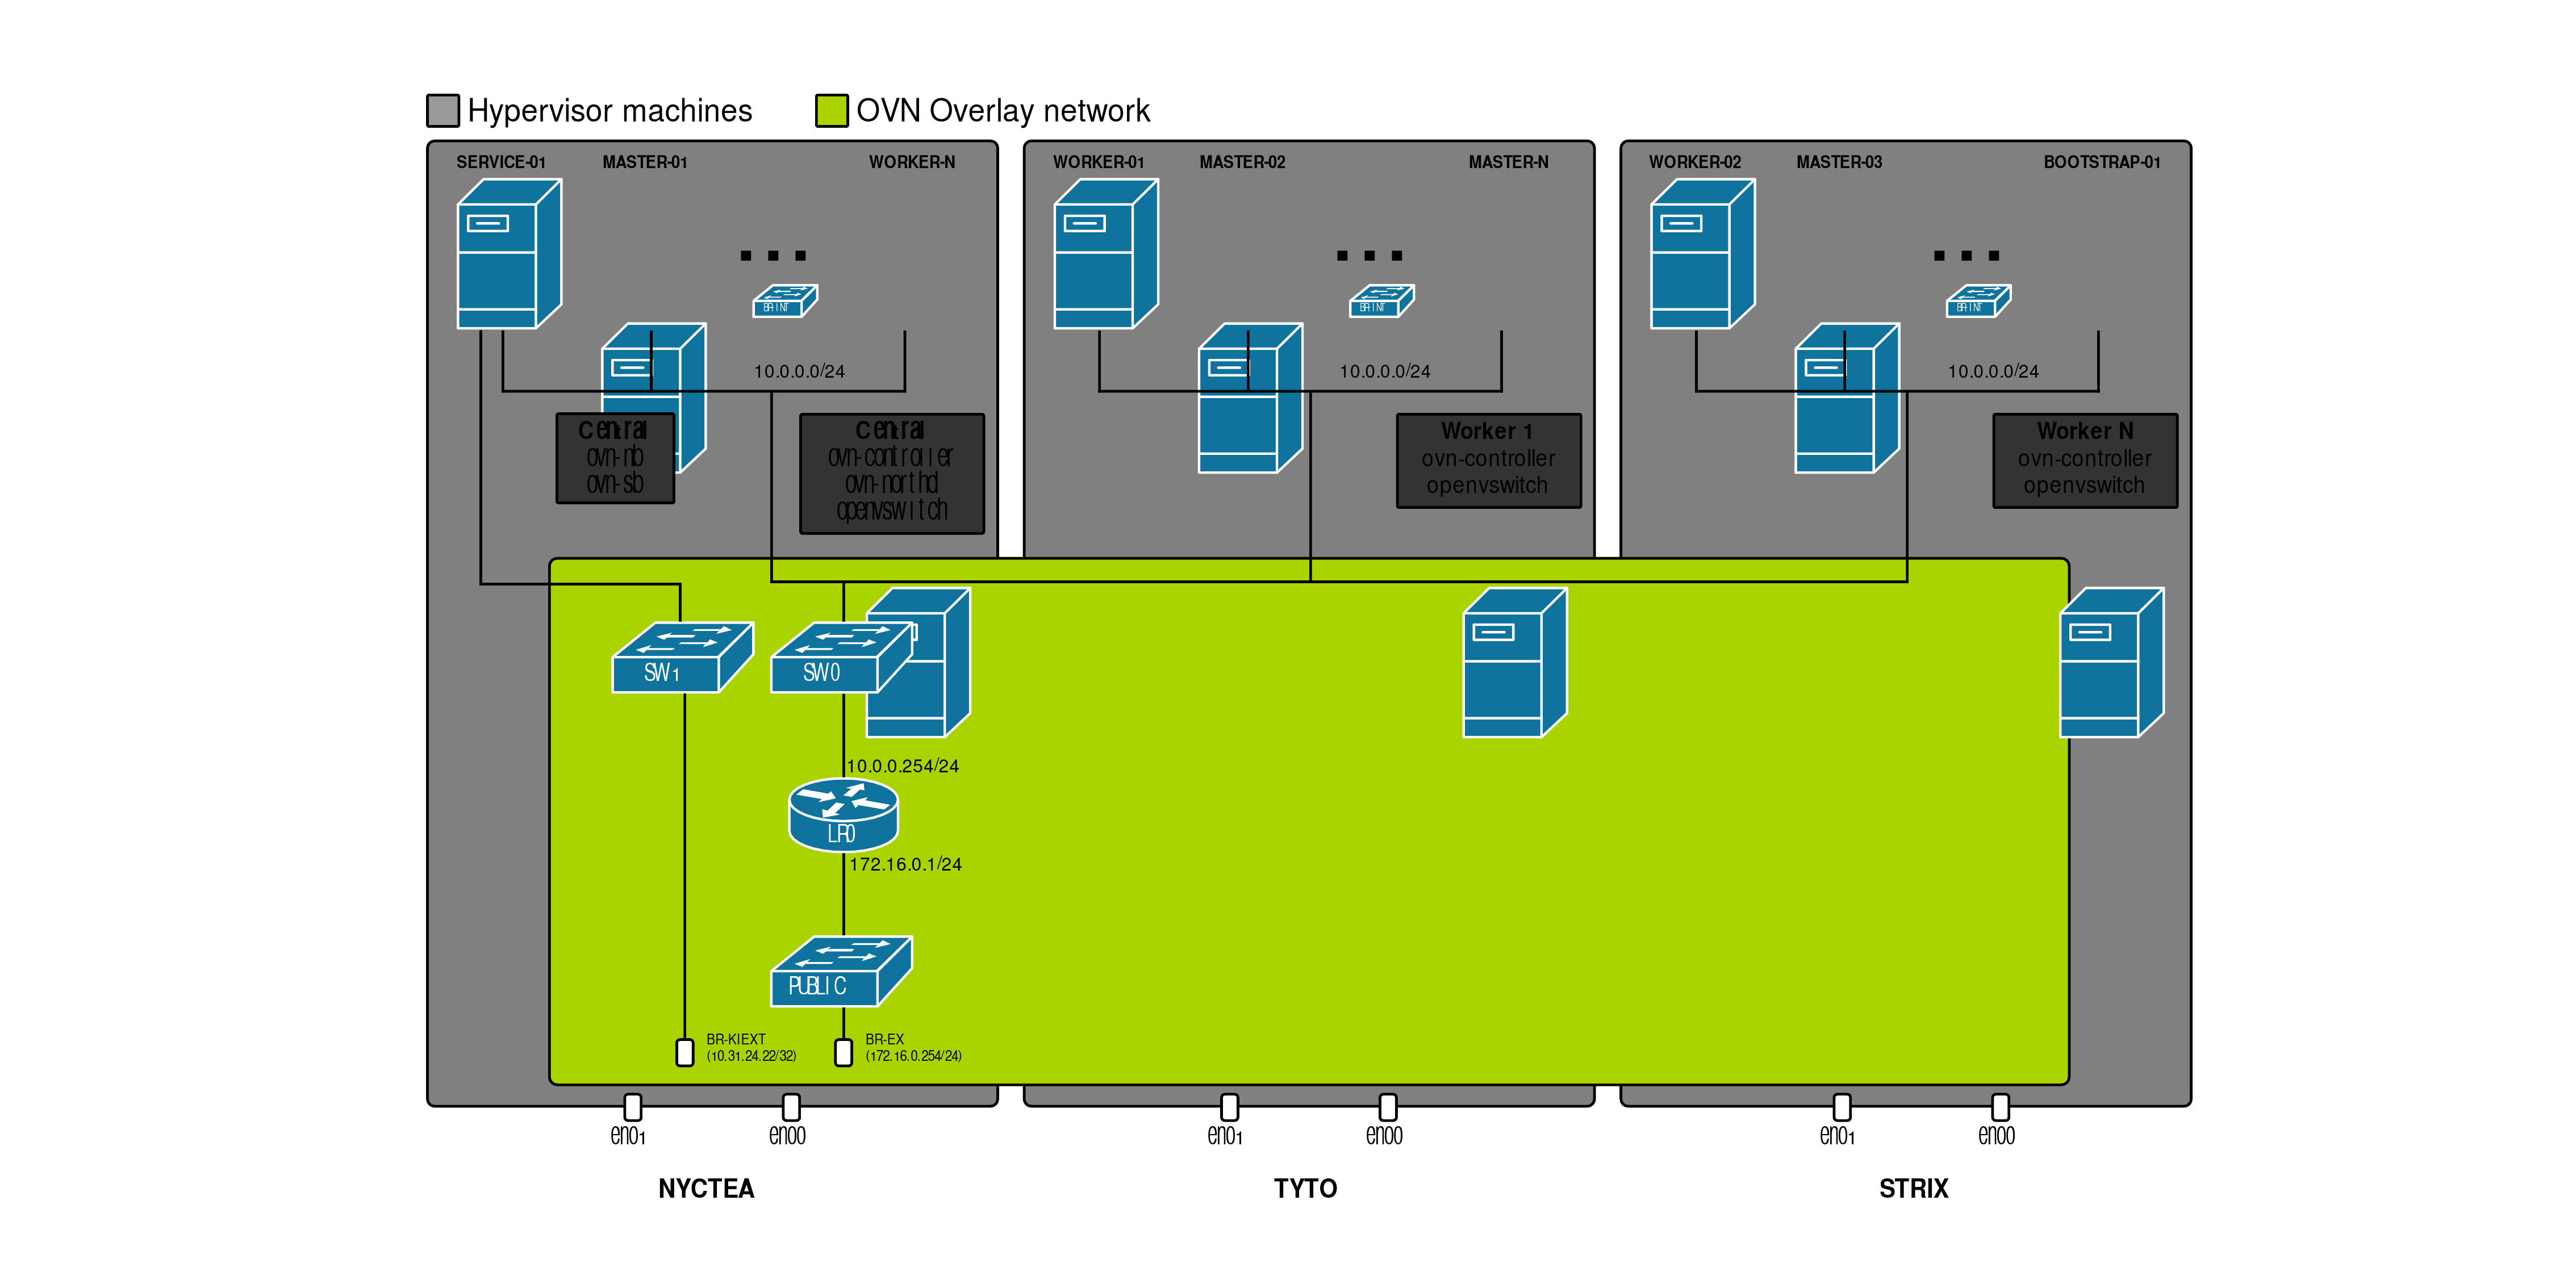 Hypervisor machines
OVN Overlay network
SERVICE-01 MASTER-01 WORKER-N
WORKER-01 MASTER-02 MASTER-N
WORKER-02 MASTER-03 BOOTSTRAP-01
BR-INT
BR-INT
BR-INT
10.0.0.0/24
10.0.0.0/24
10.0.0.0/24
Central
ovn-nb
ovn-sb
Central
ovn-controller
ovn-northd
openvswitch
Worker 1
ovn-controller
openvswitch
Worker N
ovn-controller
openvswitch
SW1
SW0
10.0.0.254/24
LR0
172.16.0.1/24
PUBLIC
BR-KIEXT
(10.31.24.22/32)
BR-EX
(172.16.0.254/24)
eno1
eno0
eno1
eno0
eno1
eno0
NYCTEA
TYTO
STRIX